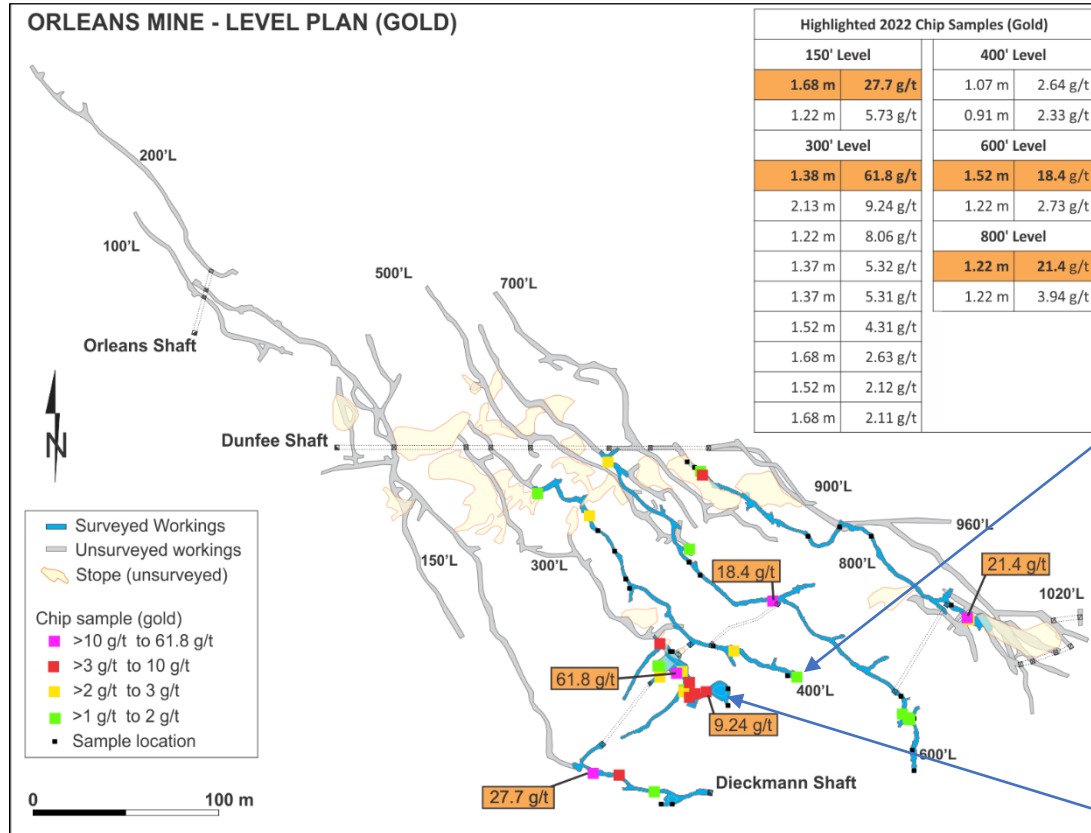 ORLEANS MINE - LEVEL PLAN (GOLD)
Highlighted 2022 Chip Samples (Gold)
150' Level
1.68 m 27.7 g/t
1.22 m 5.73 g/t
300' Level
1.38 m 61.8 g/t
2.13 m 9.24 g/t
1.22 m 8.06 g/t
1.37 m 5.32 g/t
1.37 m 5.31 g/t
1.52 m 4.31 g/t
1.68 m 2.63 g/t
1.52 m 2.12 g/t
1.68 m 2.11 g/t
400' Level
1.07 m 2.64 g/t
0.91 m 2.33 g/t
600' Level
1.52 m 18.4 g/t
1.22 m 2.73 g/t
800' Level
1.22 m 21.4 g/t
1.22 m 3.94 g/t
200'L
100'L
500'L
700'L
Orleans Shaft
N
Dunfee Shaft
900'L
960'L
150'L
300'L
800'L
18.4 g/t
21.4 g/t
1020'L
61.8 g/t
400'L
9.24 g/t
600'L
27.7 g/t
Dieckmann Shaft
Surveyed Workings
Unsurveyed workings
Stope (unsurveyed)
Chip sample (gold)
>10 g/t to 61.8 g/t
>3 g/t to 10 g/t
>2 g/t to 3 g/t
>1 g/t to 2 g/t
Sample location
0 100 m